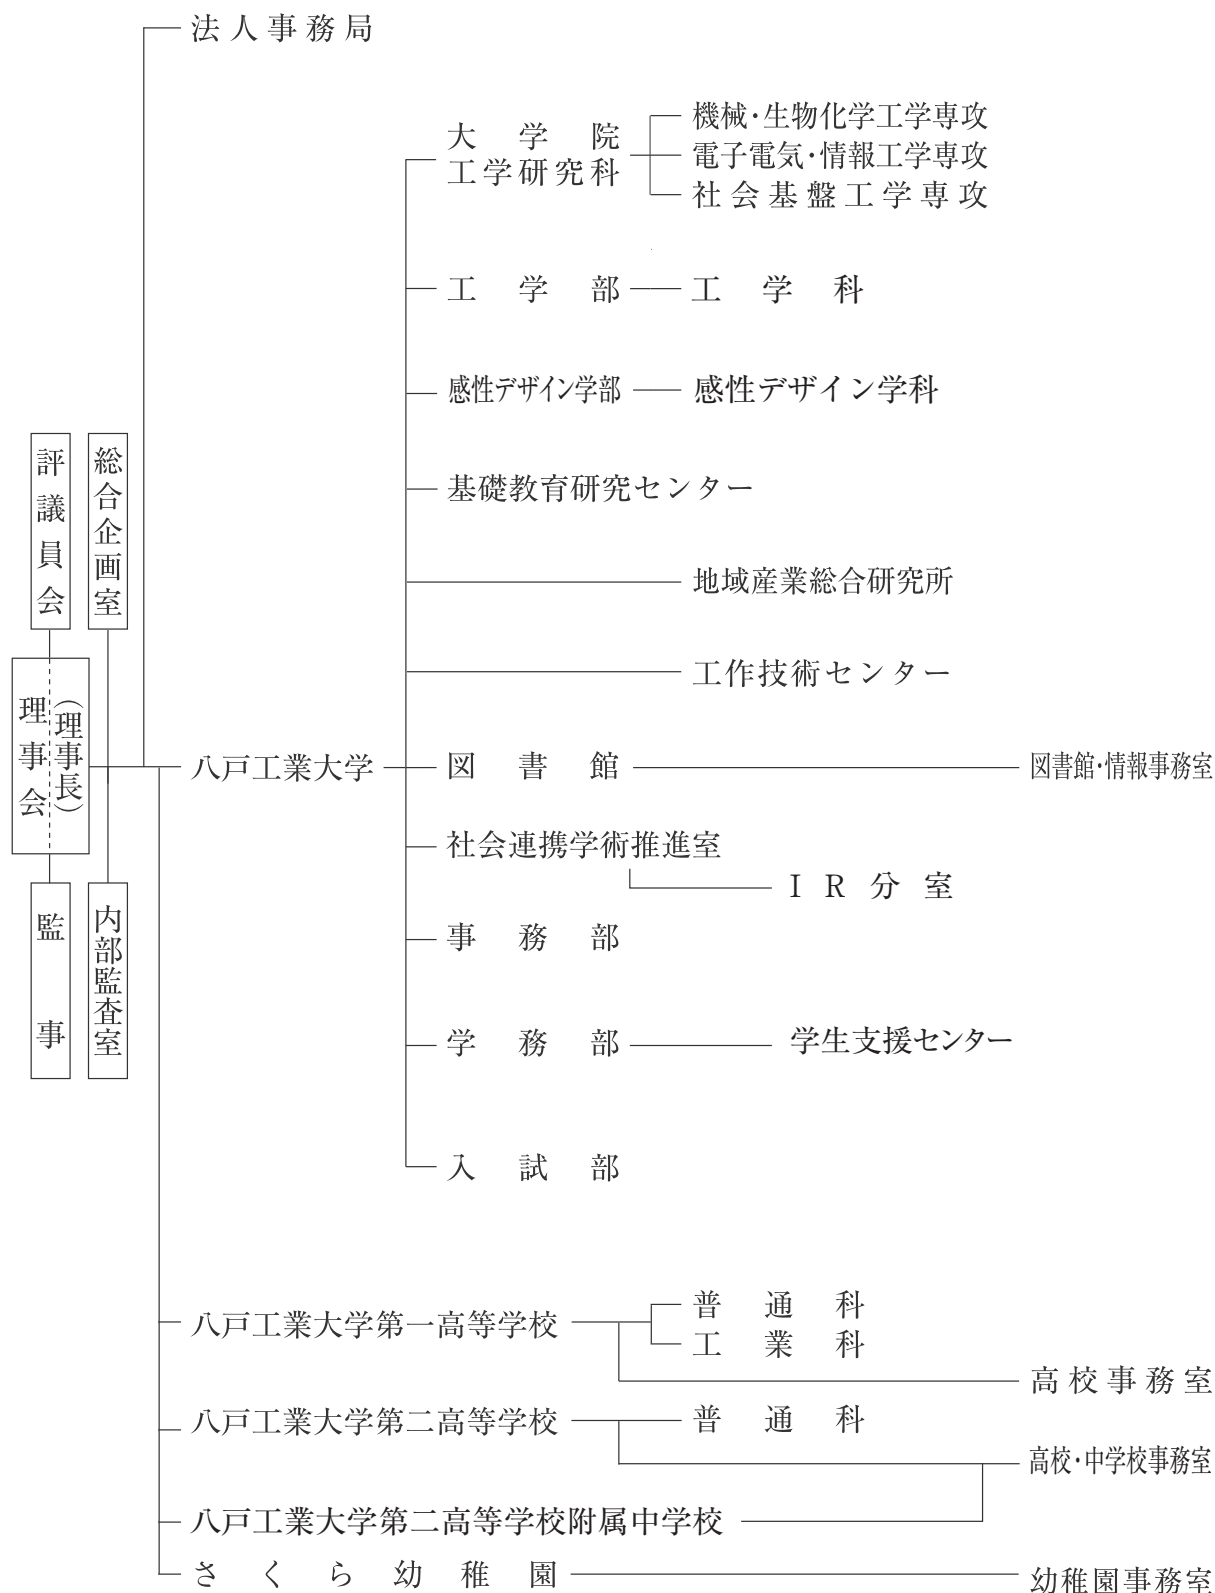 法人事務局
大学院
工学研究科
機械・生物化学工学専攻
電子電気・情報工学専攻
社会基盤工学専攻
工学部
工学科
感性デザイン学部
感性デザイン学科
基礎教育研究センター
地域産業総合研究所
工作技術センター
評議員会
総合企画室
理事会
（理事長）
監事
内部監査室
八戸工業大学
図書館
図書館・情報事務室
社会連携学術推進室
IR分室
事務部
学務部
学生支援センター
入試部
八戸工業大学第一高等学校
普通科
工業科
高校事務室
八戸工業大学第二高等学校
普通科
高校・中学校事務室
八戸工業大学第二高等学校附属中学校
さくら幼稚園
幼稚園事務室